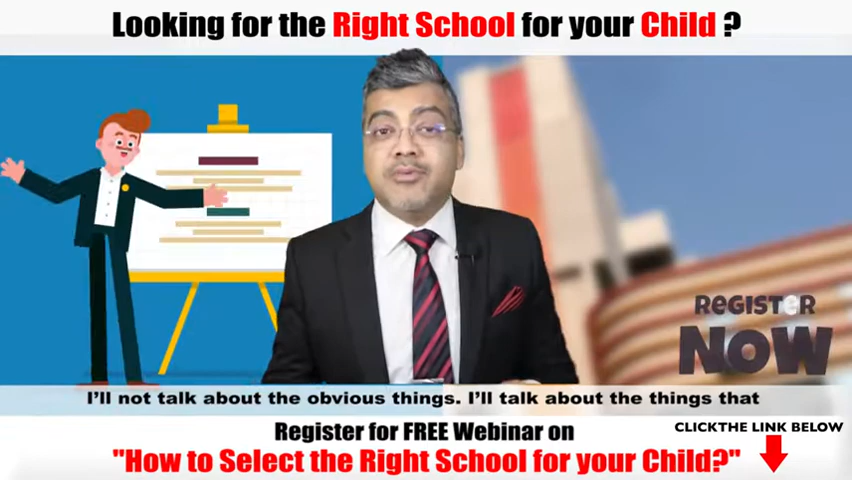 Looking for the Right School for your Child ?
REGISTER
NOW
I'll not talk about the obvious things. I'll talk about the things that
Register for FREE Webinar on
CLICKTHE LINK BELOW
"How to Select the Right School for your Child?"